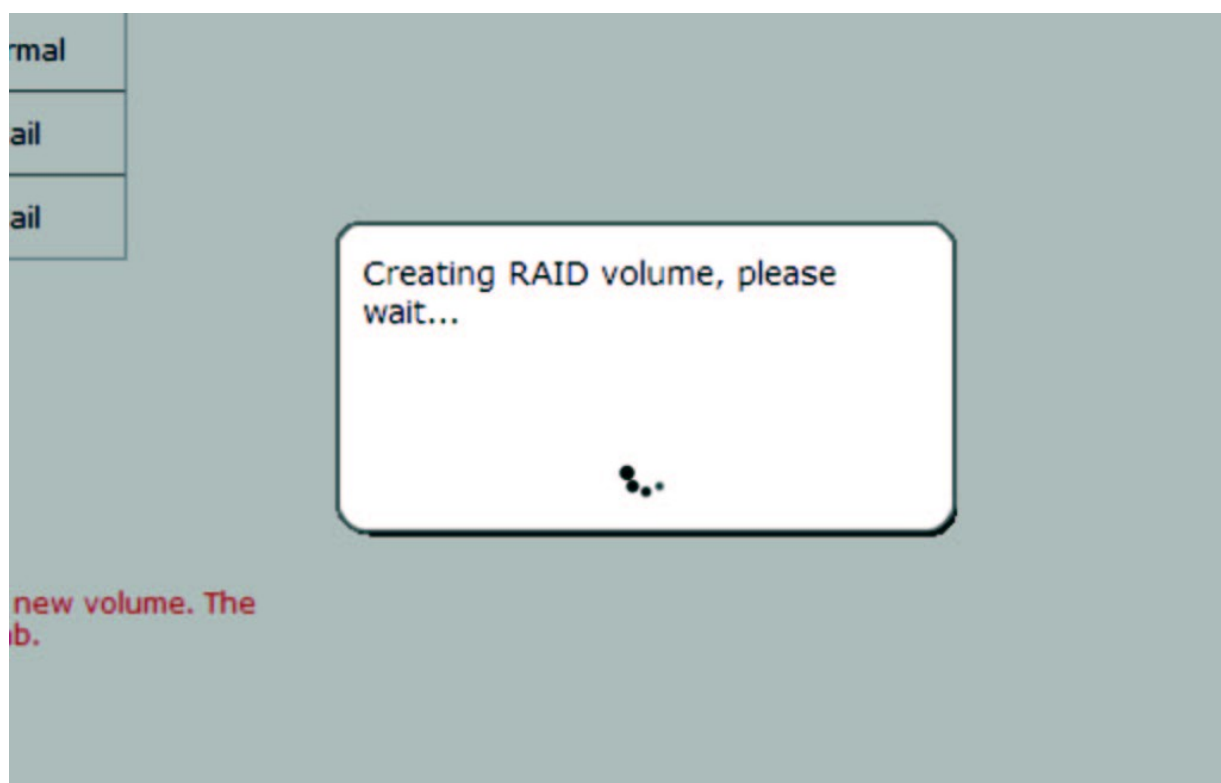 rmal
ail
ail
Creating RAID volume, please
wait...
new volume. The
b.